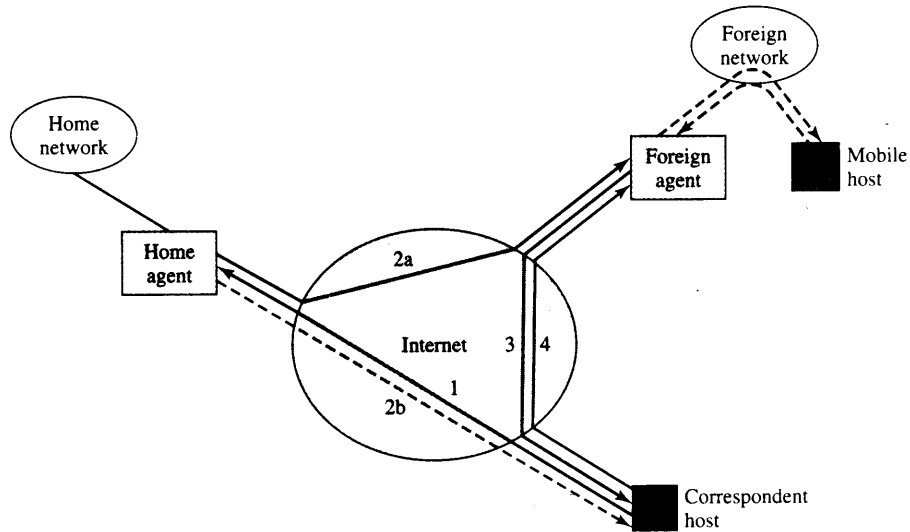 Foreign
network
Home
network
Foreign
agent
Mobile
host
Home
agent
2a
Internet
3
4
1
2b
Correspondent
host